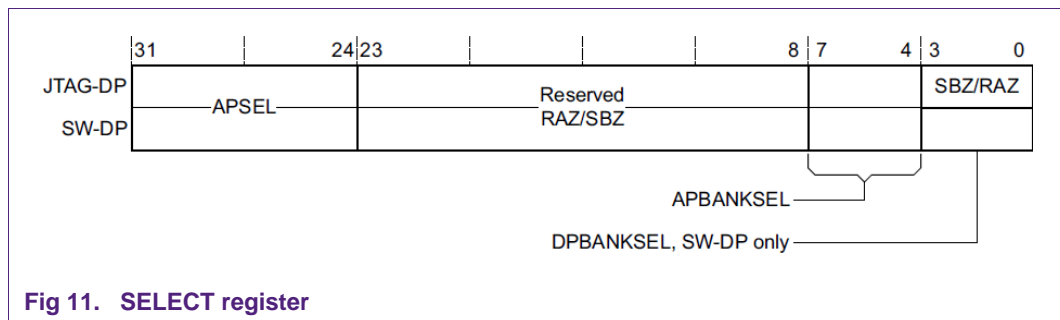 31 24 23 8 7 4 3 0
JTAG-DP SBZ/RAZ
APSEL Reserved
RAZ/SBZ
SW-DP
APBANKSEL
DPBANKSEL, SW-DP only
Fig 11. SELECT register